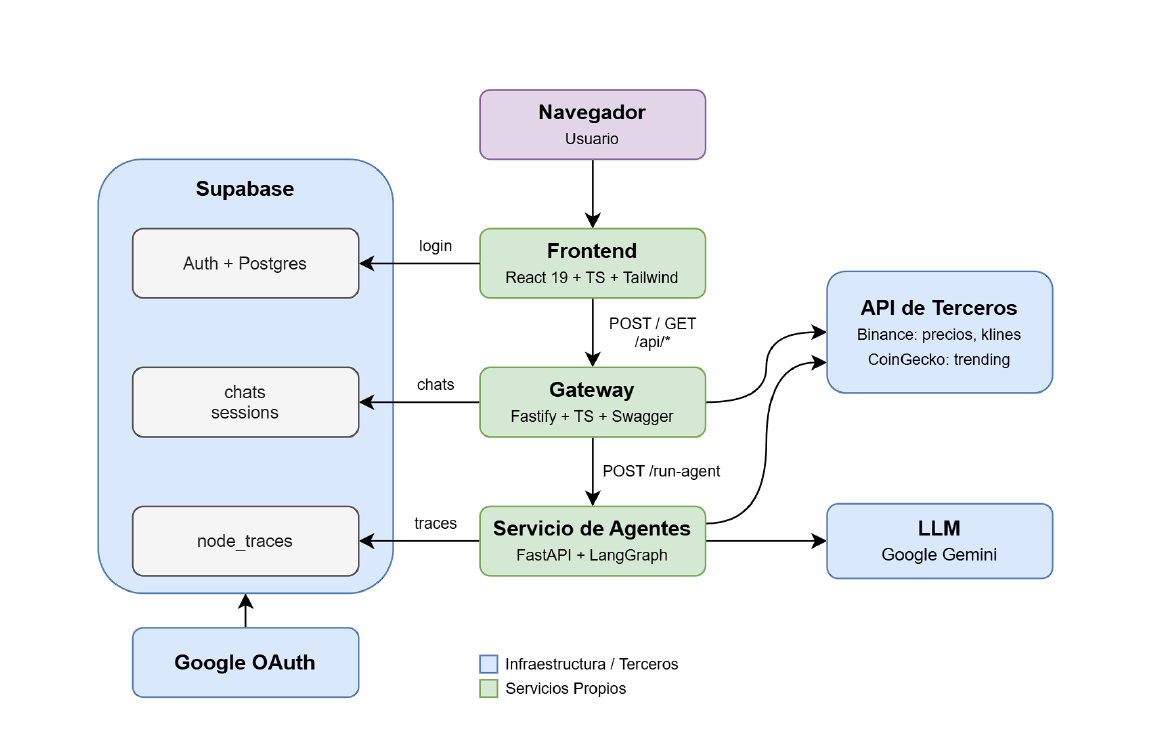 Navegador
Usuario
Supabase
Auth + Postgres
login
Frontend
React 19 + TS + Tailwind
POST / GET
/api/*
API de Terceros
Binance: precios, klines
CoinGecko: trending
chats
sessions
chats
Gateway
Fastify + TS + Swagger
POST /run-agent
node_traces
traces
Servicio de Agentes
FastAPI + LangGraph
LLM
Google Gemini
Google OAuth
Infraestructura / Terceros
Servicios Propios